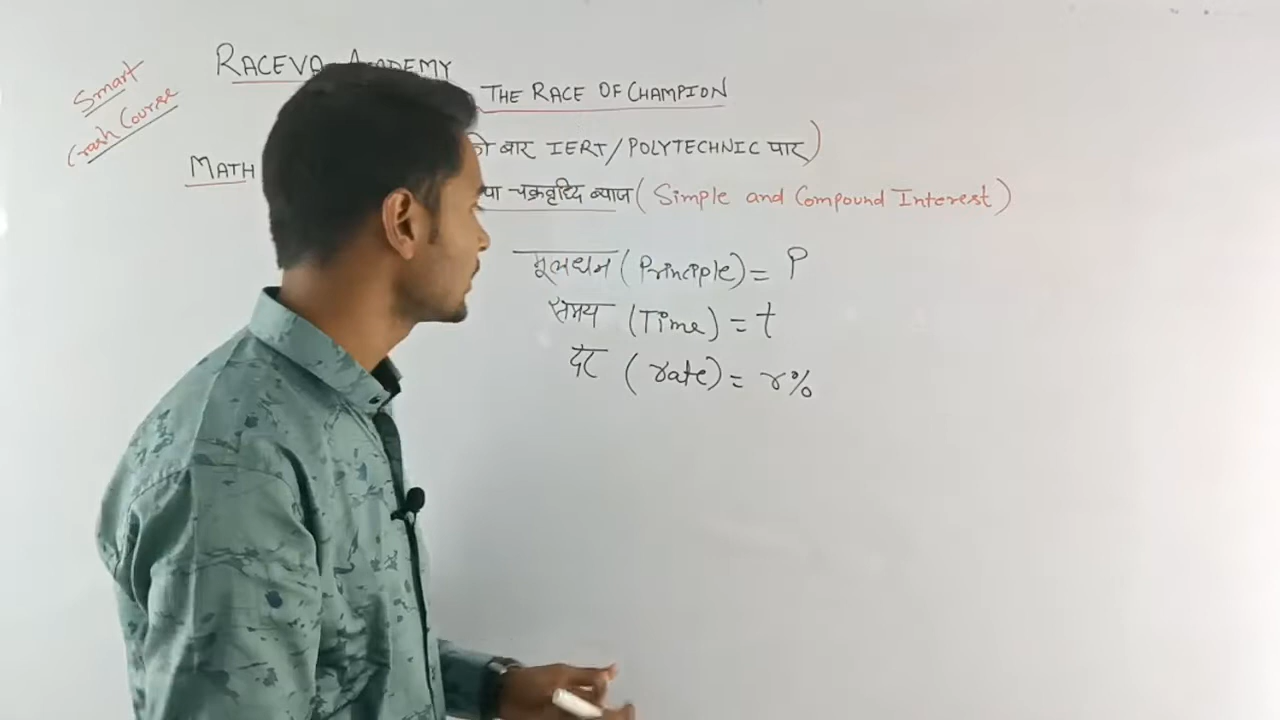 Smart
Crash Course
RACEVA ACADEMY
THE RACE OF CHAMPION
बार IERT/POLYTECHNIC पार)
MATH
चक्रवृध्दि ब्याज (Simple and Compound Interest)
मूलधन (Principle) = P
समय (Time) = t
दर (rate) = r%